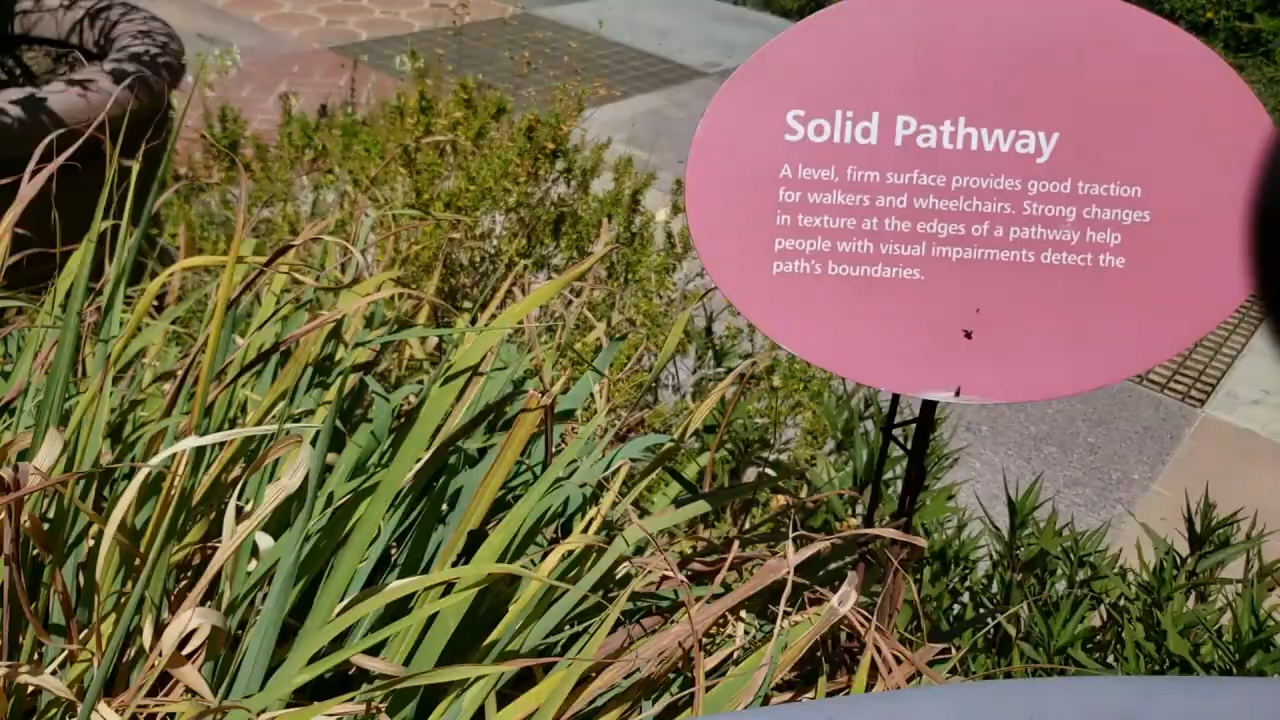 Solid Pathway
A level, firm surface provides good traction
for walkers and wheelchairs. Strong changes
in texture at the edges of a pathway help
people with visual impairments detect the
path's boundaries.